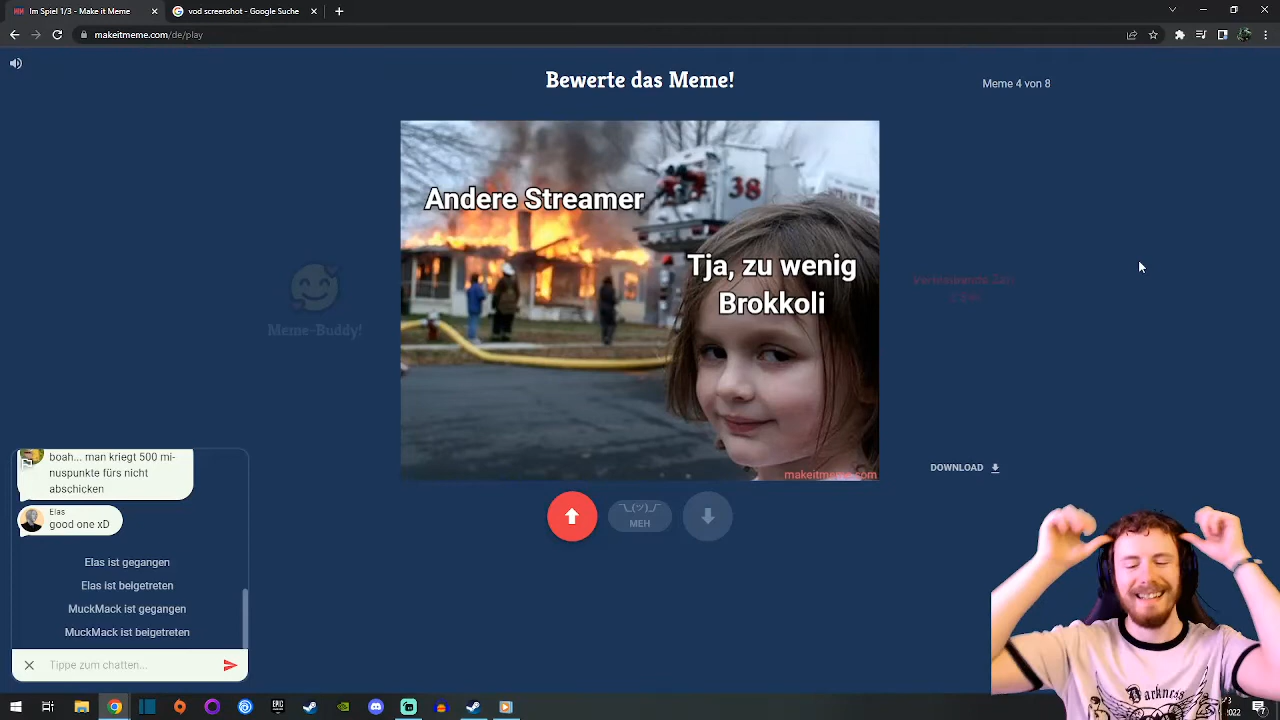 Im Spiel 1/3 - Make it Meme
vod screenshot - Google Suche
makeitmeme.com/de/play
Bewerte das Meme!
Meme 4 von 8
38
Andere Streamer
Tja, zu wenig
Brokkoli
Meme-Buddy!
makeitmeme.com
DOWNLOAD
¯\_(ツ)_/¯
MEH
boah... man kriegt 500 mi-
nuspunkte fürs nicht
abschicken
Elas
good one xD
Elas ist gegangen
Elas ist beigetreten
MuckMack ist gegangen
MuckMack ist beigetreten
Tippe zum chatten...
Darkness
EPIC